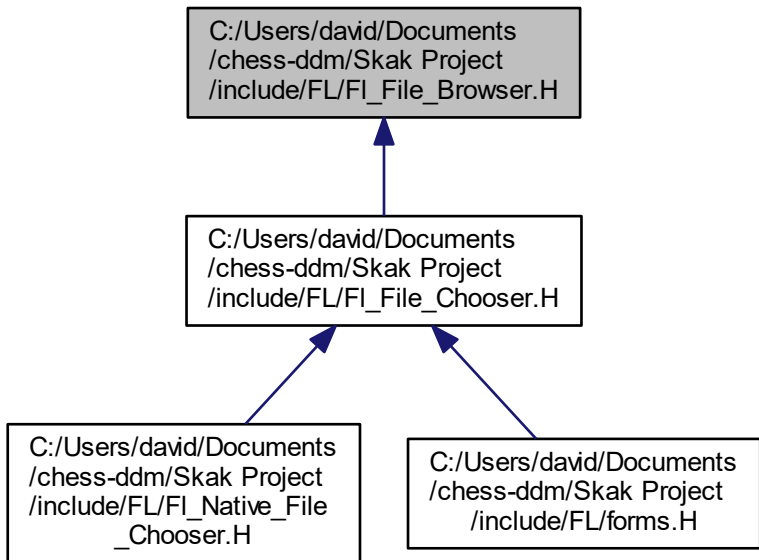 C:/Users/david/Documents
/chess-ddm/Skak Project
/include/FL/Fl_File_Browser.H
C:/Users/david/Documents
/chess-ddm/Skak Project
/include/FL/Fl_File_Chooser.H
C:/Users/david/Documents
/chess-ddm/Skak Project
/include/FL/Fl_Native_File
_Chooser.H
C:/Users/david/Documents
/chess-ddm/Skak Project
/include/FL/forms.H